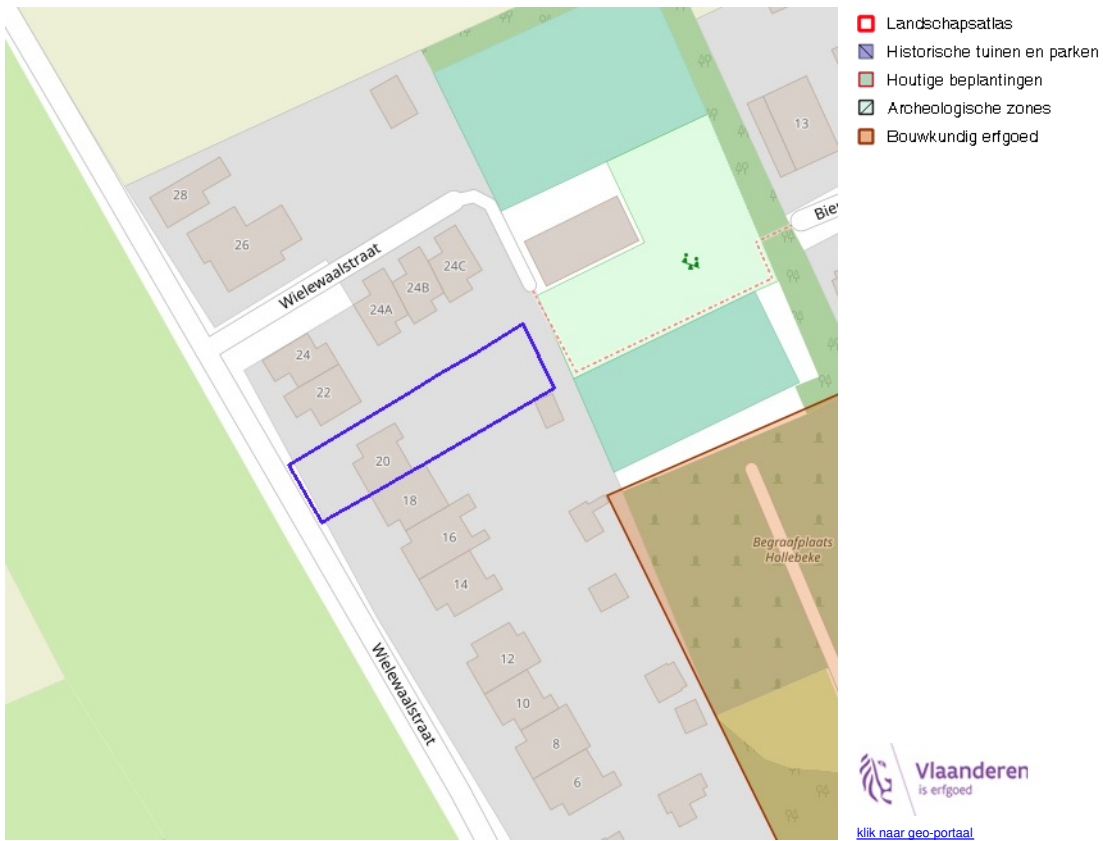 Landschapsatlas
Historische tuinen en parken
Houtige beplantingen
Archeologische zones
Bouwkundig erfgoed
13
28
Bie
26
24C
Wielewaalstraat
24B
24A
24
22
20
18
16
Begraafplaats
Hollebeke
14
12
Wielewaalstraat
10
8
6
Vlaanderen
is erfgoed
klik naar geo-portaal